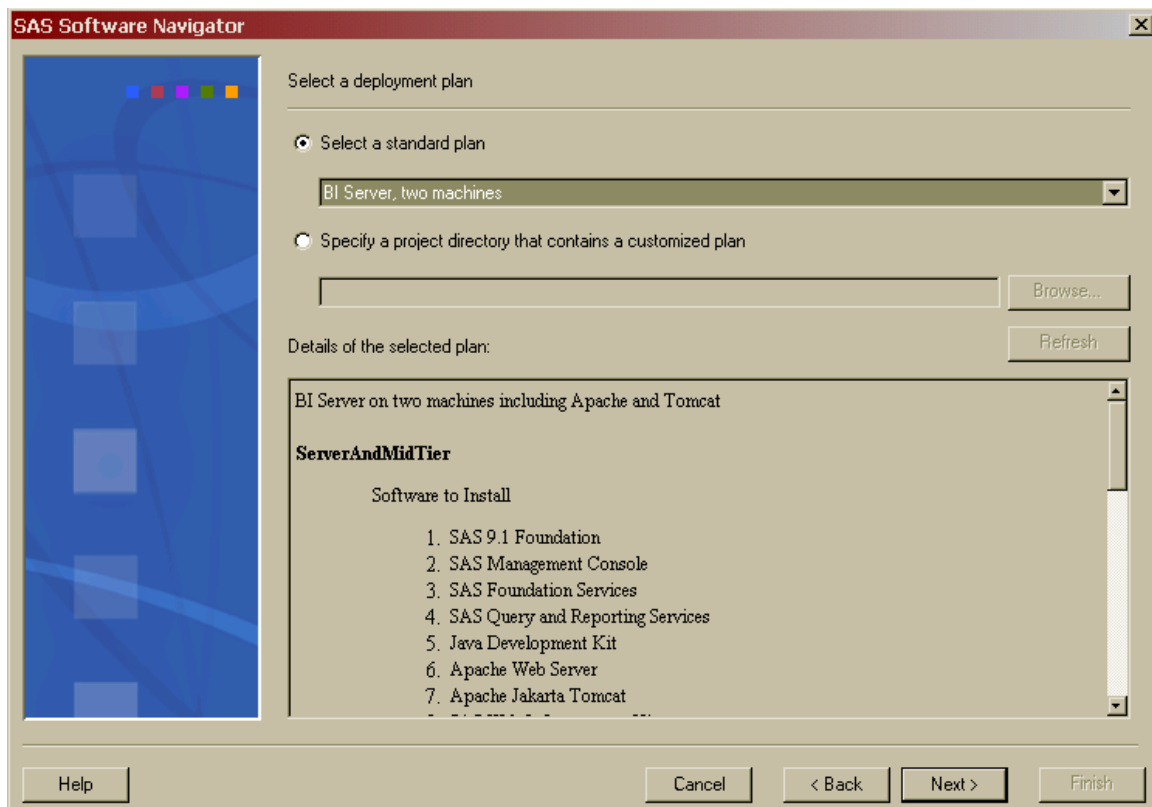 SAS Software Navigator
Select a deployment plan
Select a standard plan
BI Server, two machines
Specify a project directory that contains a customized plan
Browse...
Details of the selected plan:
Refresh
BI Server on two machines including Apache and Tomcat
ServerAndMidTier
Software to Install
1. SAS 9.1 Foundation
2. SAS Management Console
3. SAS Foundation Services
4. SAS Query and Reporting Services
5. Java Development Kit
6. Apache Web Server
7. Apache Jakarta Tomcat
Help
Cancel
< Back
Next >
Finish